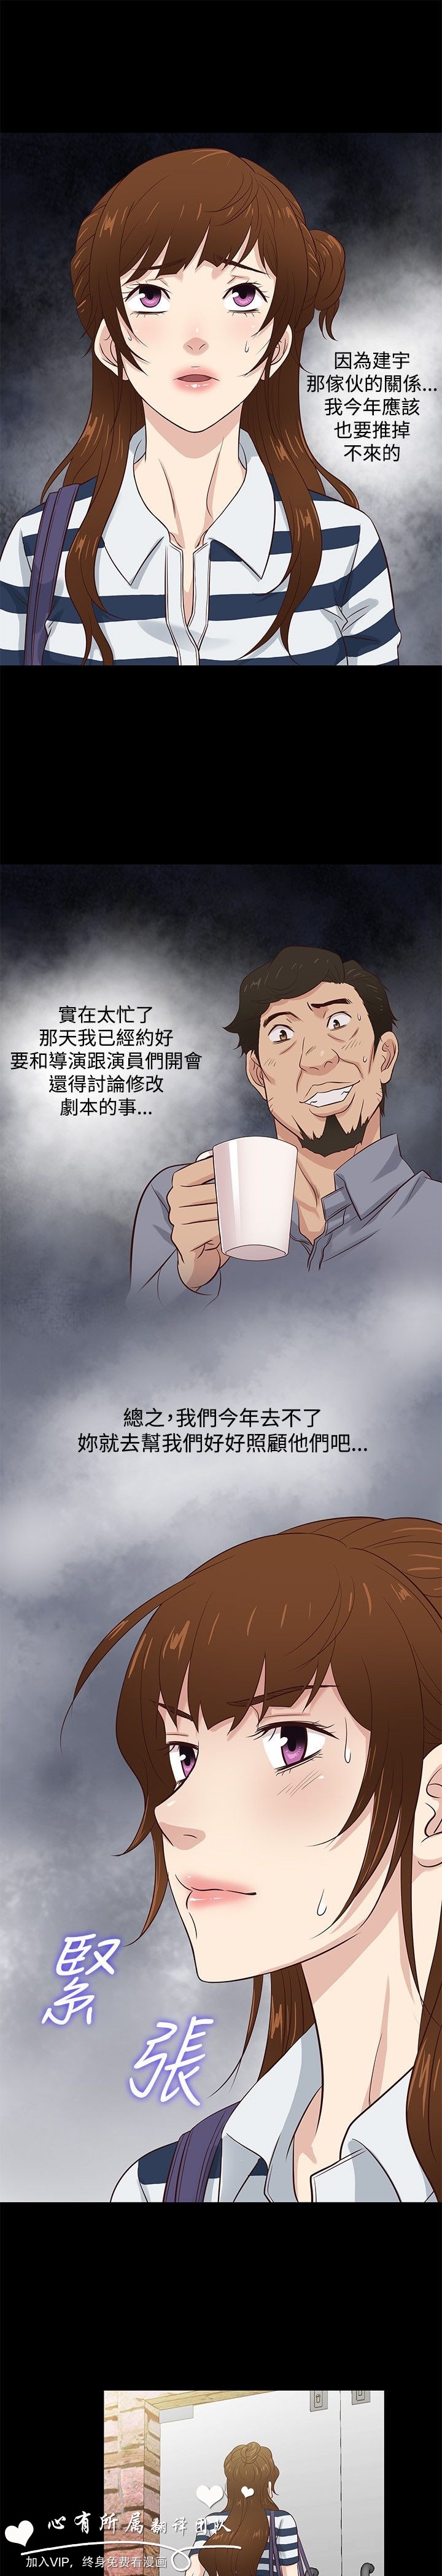 因為建宇
那傢伙的關係...
我今年應該
也要推掉
不來的
實在太忙了
那天我已經約好
要和導演跟演員們開會
還得討論修改
劇本的事...
總之,我們今年去不了
妳就去幫我們好好照顧他們吧...
緊
張
心有所属翻译团队
加入VIP，终身免费看漫画